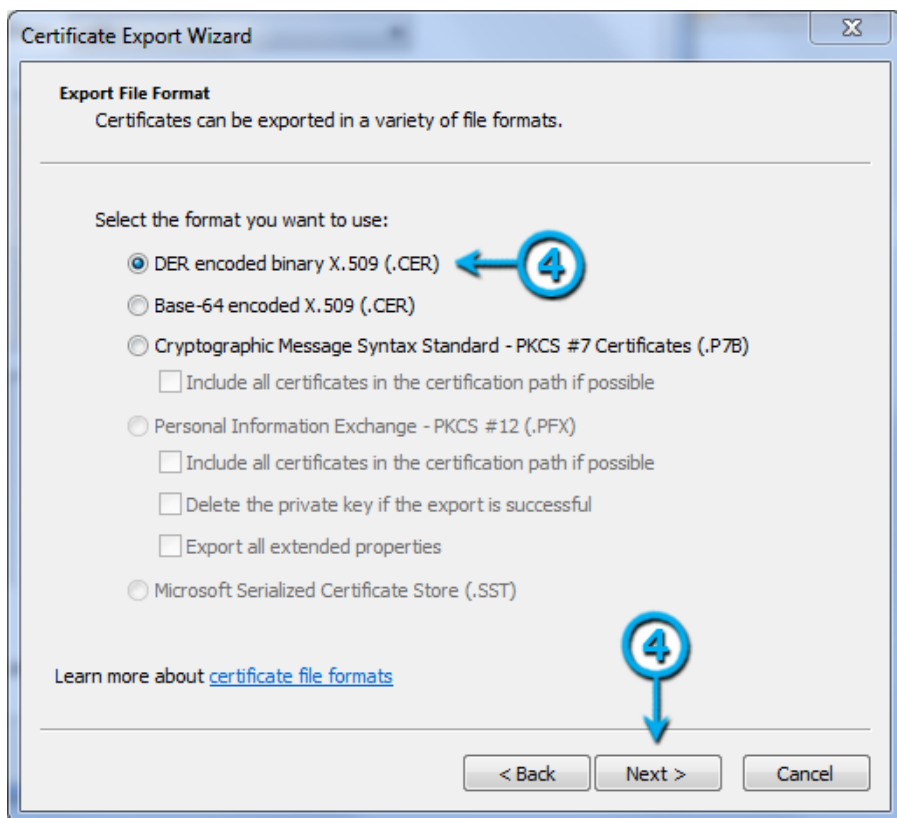 Certificate Export Wizard
Export File Format
Certificates can be exported in a variety of file formats.
Select the format you want to use:
DER encoded binary X.509 (.CER)
4
Base-64 encoded X.509 (.CER)
Cryptographic Message Syntax Standard - PKCS #7 Certificates (.P7B)
Include all certificates in the certification path if possible
Personal Information Exchange - PKCS #12 (.PFX)
Include all certificates in the certification path if possible
Delete the private key if the export is successful
Export all extended properties
Microsoft Serialized Certificate Store (.SST)
4
Learn more about certificate file formats
< Back Next > Cancel